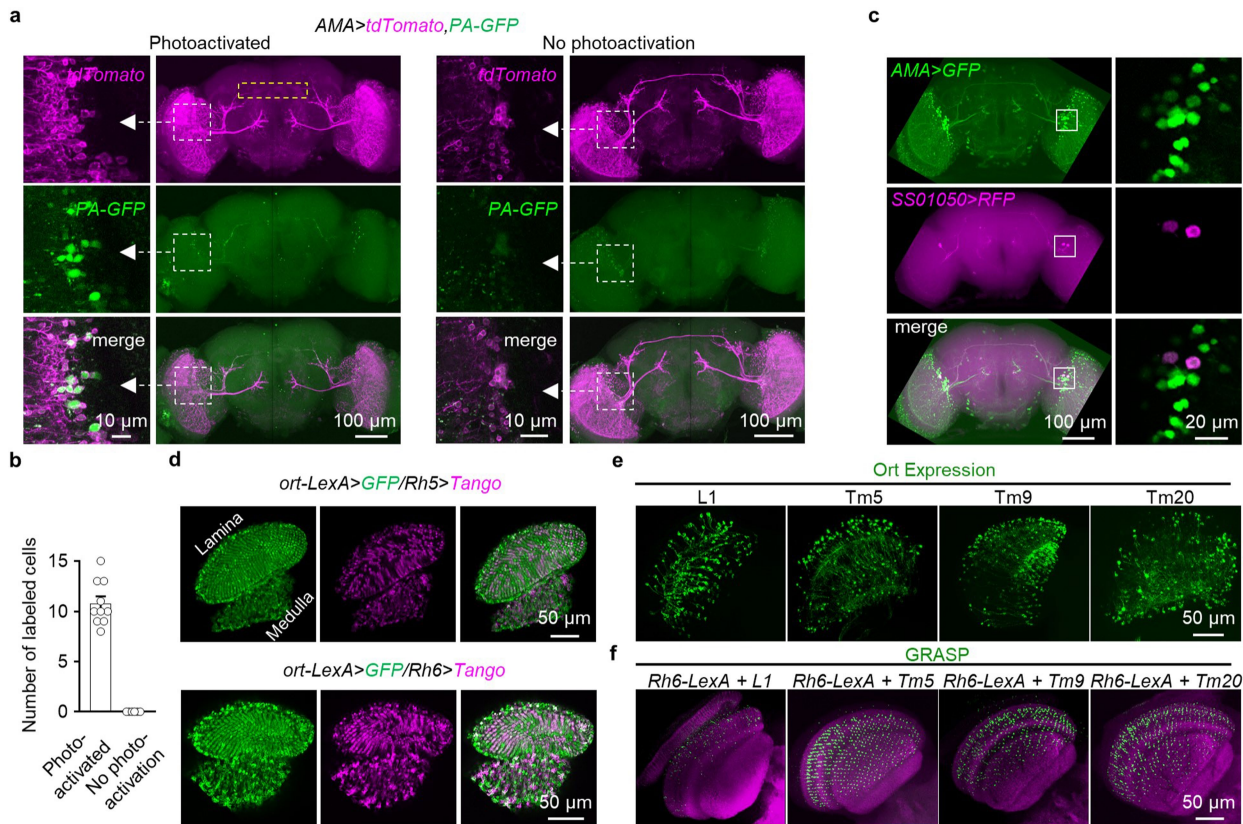 a
AMA>tdTomato,PA-GFP
Photoactivated
No photoactivation
tdTomato
tdTomato
PA-GFP
PA-GFP
merge
10 µm
100 µm
merge
10 µm
100 µm
c
AMA>GFP
SS01050>RFP
merge
100 µm
20 µm
b
Number of labeled cells
15
10
5
0
Photo-
activated
No photo-
activation
d
ort-LexA>GFP/Rh5>Tango
Lamina
Medulla
50 µm
ort-LexA>GFP/Rh6>Tango
50 µm
e
Ort Expression
L1
Tm5
Tm9
Tm20
50 µm
f
GRASP
Rh6-LexA + L1
Rh6-LexA + Tm5
Rh6-LexA + Tm9
Rh6-LexA + Tm20
50 µm